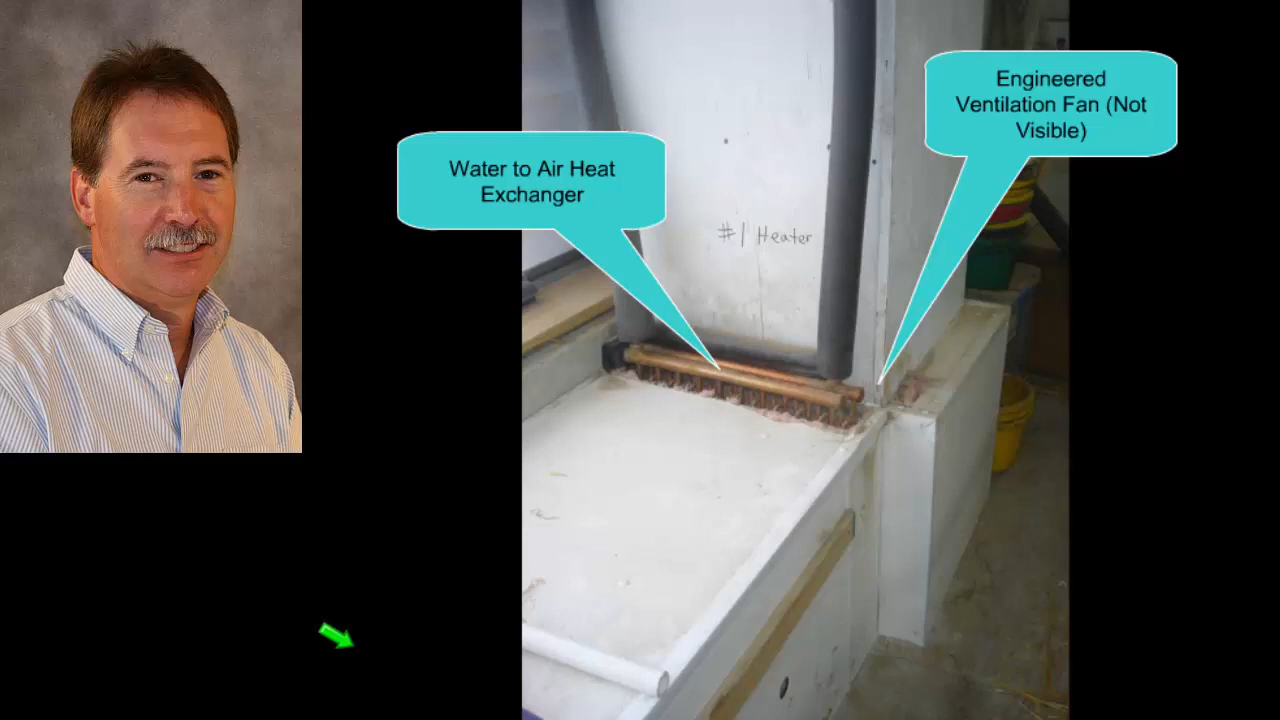 Engineered
Ventilation Fan (Not
Visible)
Water to Air Heat
Exchanger
#1 Heater